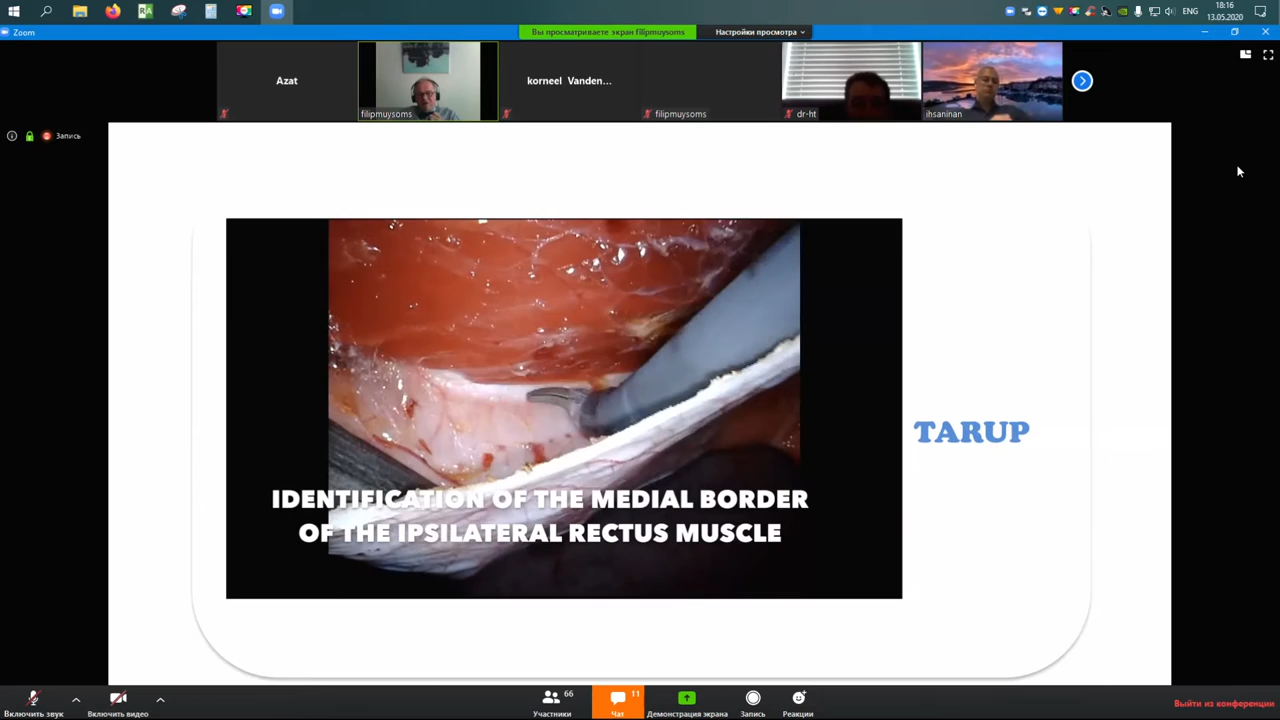 ENG
18:16
13.05.2020
Zoom
Вы просматриваете экран filipmuysoms
Настройки просмотра
Azat
filipmuysoms
korneel Vanden...
filipmuysoms
dr-ht
ihsaninan
Запись
TARUP
IDENTIFICATION OF THE MEDIAL BORDER
OF THE IPSILATERAL RECTUS MUSCLE
Включить звук
Включить видео
66
Участники
11
Чат
Демонстрация экрана
Запись
Реакции
Выйти из конференции